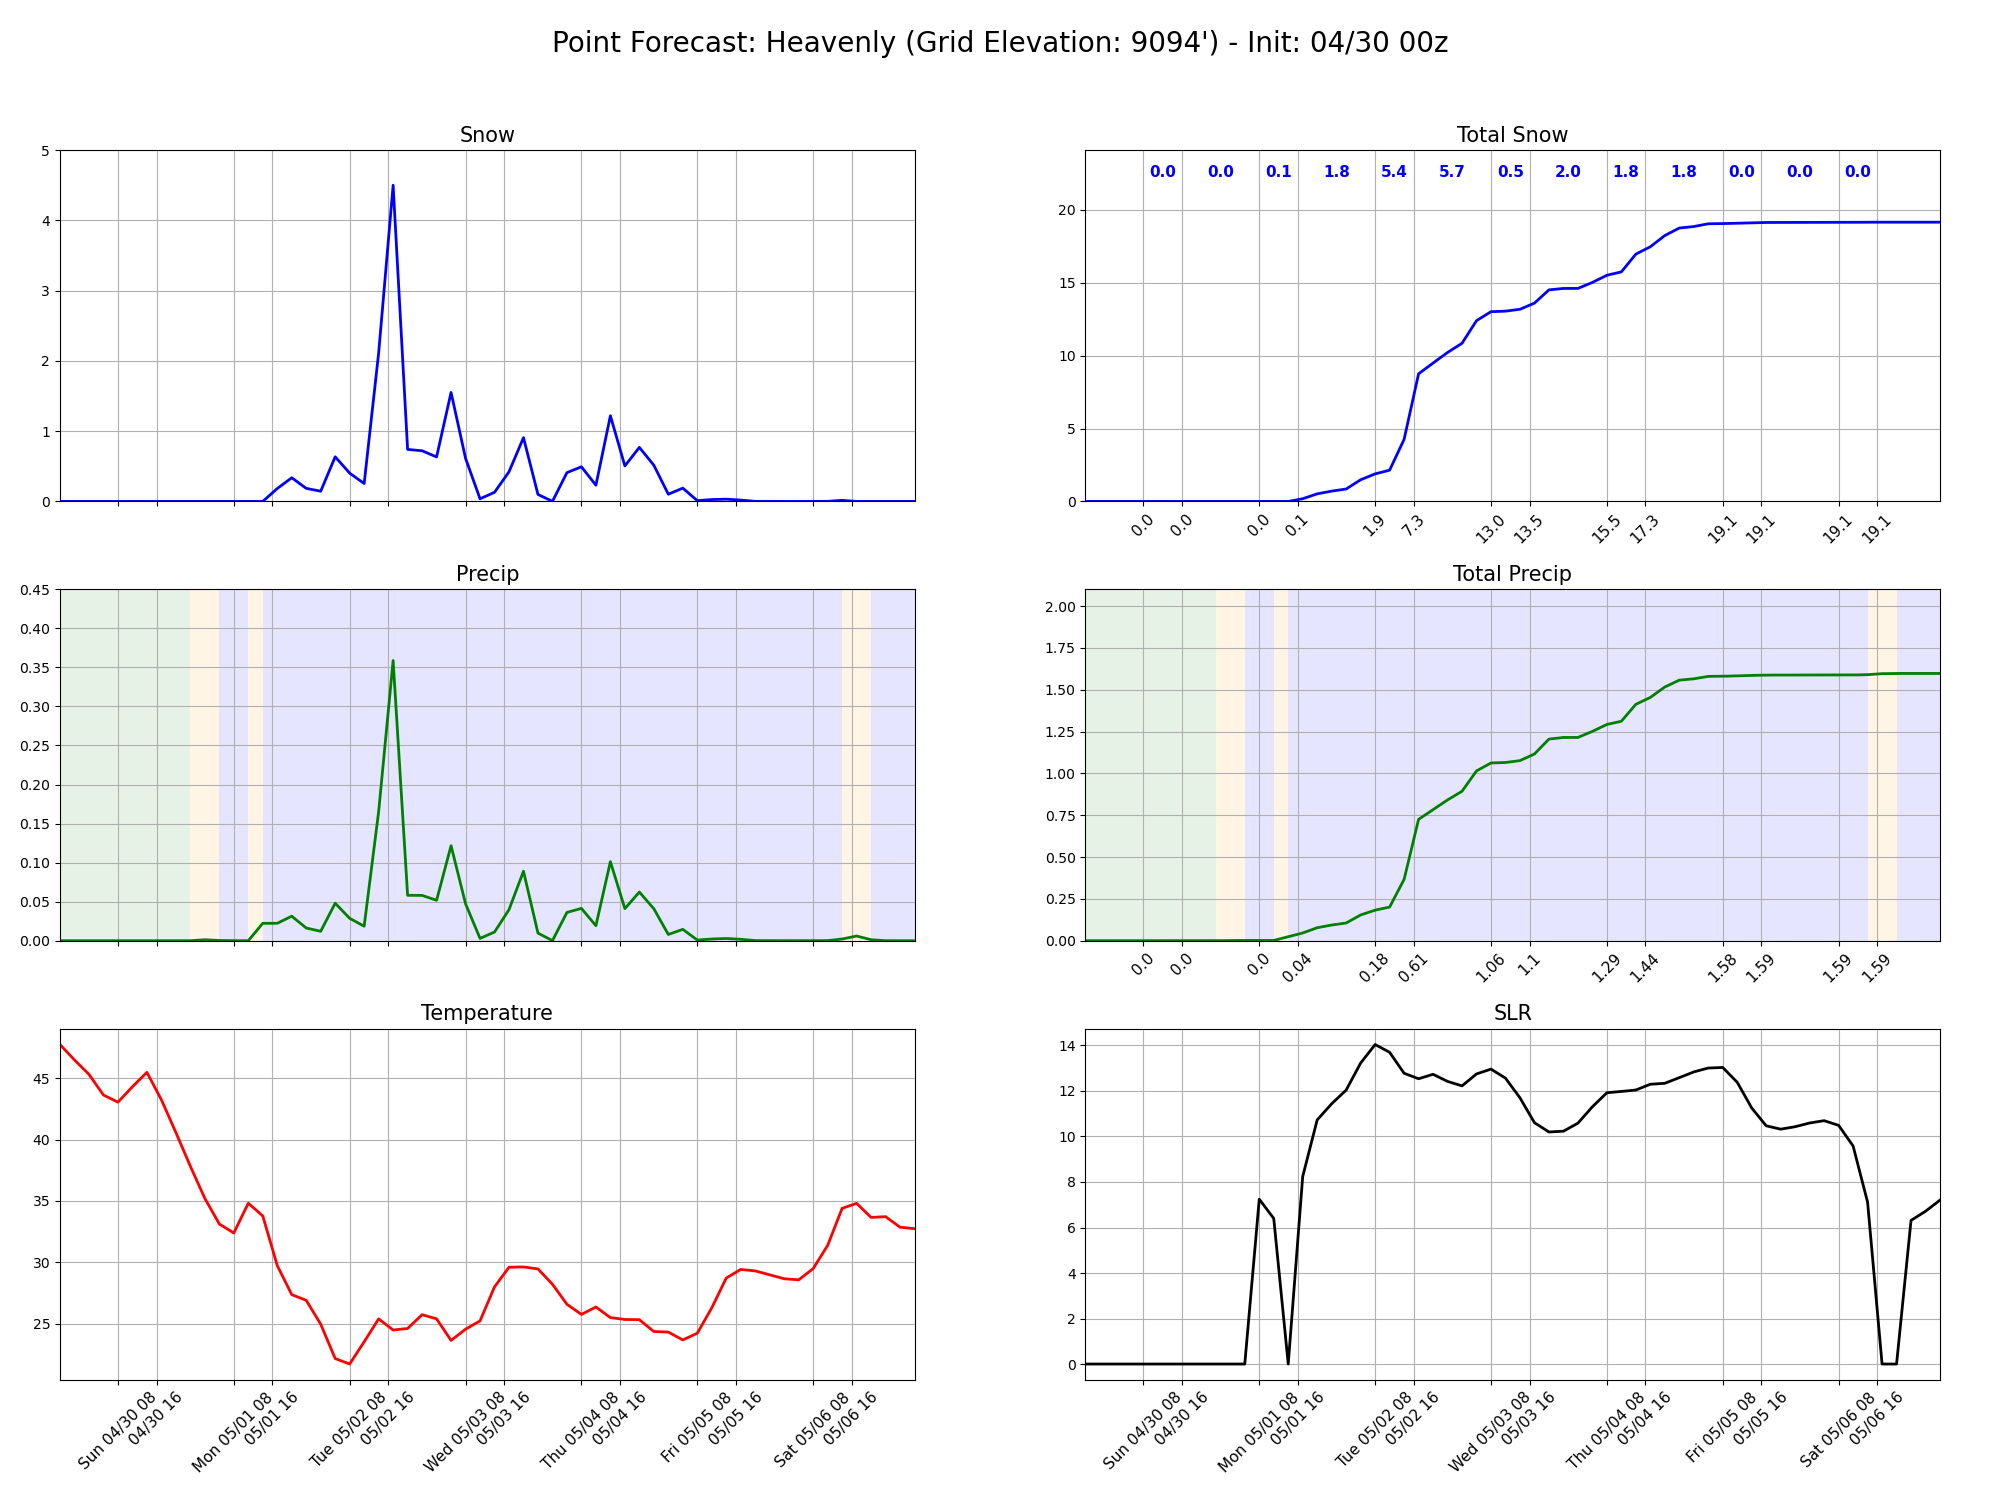 Point Forecast: Heavenly (Grid Elevation: 9094') - Init: 04/30 00z
Snow
5
4
3
2
1
0
Total Snow
0.0 0.0 0.1 1.8 5.4 5.7 0.5 2.0 1.8 1.8 0.0 0.0 0.0
20
15
10
5
0
0.0 0.0 0.0 0.1 1.9 7.3 13.0 13.5 15.5 17.3 19.1 19.1 19.1 19.1
Precip
0.45
0.40
0.35
0.30
0.25
0.20
0.15
0.10
0.05
0.00
Total Precip
2.00
1.75
1.50
1.25
1.00
0.75
0.50
0.25
0.00
0.0 0.0 0.0 0.04 0.18 0.61 1.06 1.1 1.29 1.44 1.58 1.59 1.59 1.59
Temperature
45
40
35
30
25
Sun 04/30 08
04/30 16
Mon 05/01 08
05/01 16
Tue 05/02 08
05/02 16
Wed 05/03 08
05/03 16
Thu 05/04 08
05/04 16
Fri 05/05 08
05/05 16
Sat 05/06 08
05/06 16
SLR
14
12
10
8
6
4
2
0
Sun 04/30 08
04/30 16
Mon 05/01 08
05/01 16
Tue 05/02 08
05/02 16
Wed 05/03 08
05/03 16
Thu 05/04 08
05/04 16
Fri 05/05 08
05/05 16
Sat 05/06 08
05/06 16